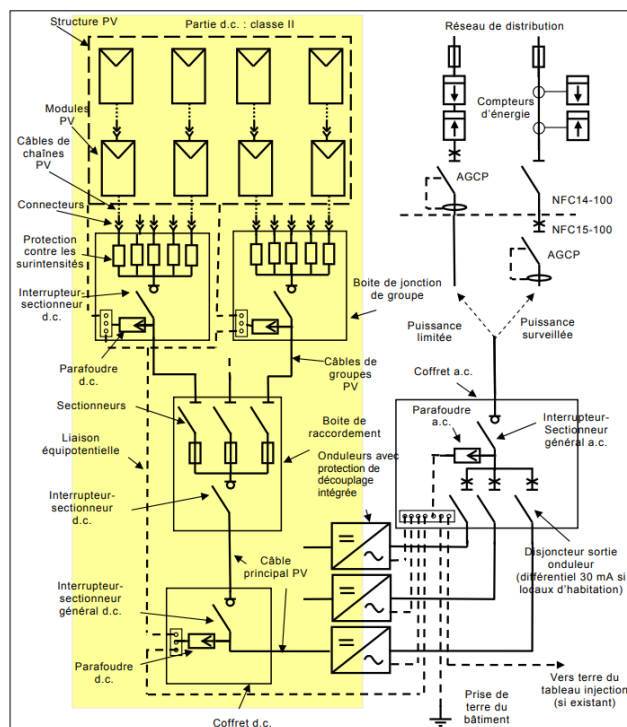 Structure PV
Partie d.c. : classe II
Réseau de distribution
Compteurs
d'énergie
Modules
PV
Câbles de
chaînes PV
AGCP
NFC14-100
Connecteurs
NFC15-100
Protection
contre les
surintensités
AGCP
Boite de jonction
de groupe
Interrupteur-
sectionneur
d.c.
Puissance
limitée
Puissance
surveillée
Parafoudre
d.c.
Câbles de
groupes
PV
Coffret a.c.
Sectionneurs
Parafoudre
a.c.
Interrupteur-
Sectionneur
général a.c.
Boite de
raccordement
Liaison
équipotentielle
Onduleurs avec
protection de
découplage
intégrée
Interrupteur-
sectionneur
d.c.
Câble
principal PV
Disjoncteur sortie
onduleur
(différentiel 30 mA si
locaux d'habitation)
Interrupteur-
sectionneur
général d.c.
Parafoudre
d.c.
Vers terre du
tableau injection
(si existant)
Prise de
terre du
bâtiment
Coffret d.c.